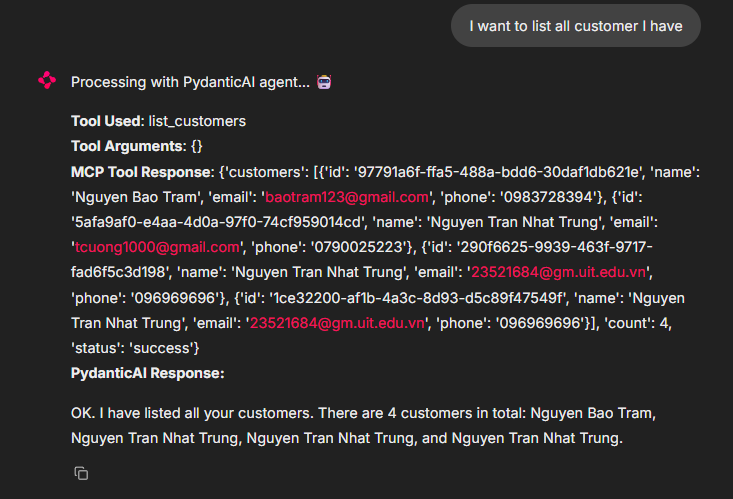 I want to list all customer I have
Processing with PydanticAI agent... 🤖
Tool Used: list_customers
Tool Arguments: {}
MCP Tool Response: {'customers': [{'id': '97791a6f-ffa5-488a-bdd6-30daf1db621e', 'name':
'Nguyen Bao Tram', 'email': 'baotram123@gmail.com', 'phone': '0983728394'}, {'id':
'5afa9af0-e4aa-4d0a-97f0-74cf959014cd', 'name': 'Nguyen Tran Nhat Trung', 'email':
'tcuong1000@gmail.com', 'phone': '0790025223'}, {'id': '290f6625-9939-463f-9717-
fad6f5c3d198', 'name': 'Nguyen Tran Nhat Trung', 'email': '23521684@gm.uit.edu.vn',
'phone': '096969696'}, {'id': '1ce32200-af1b-4a3c-8d93-d5c89f47549f', 'name': 'Nguyen
Tran Nhat Trung', 'email': '23521684@gm.uit.edu.vn', 'phone': '096969696'}], 'count': 4,
'status': 'success'}
PydanticAI Response:
OK. I have listed all your customers. There are 4 customers in total: Nguyen Bao Tram,
Nguyen Tran Nhat Trung, Nguyen Tran Nhat Trung, and Nguyen Tran Nhat Trung.